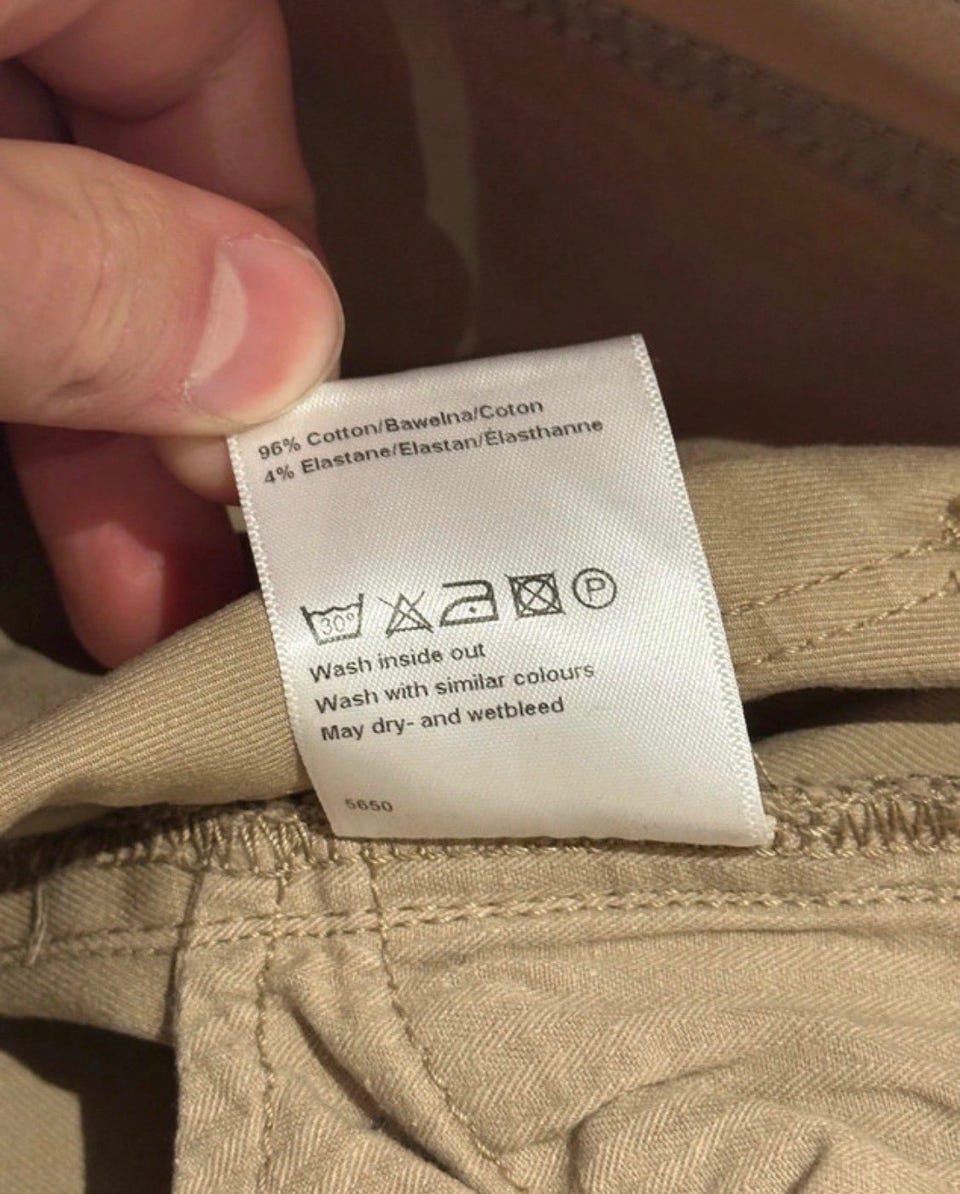 96% Cotton/Bawełna/Coton
4% Elastane/Elastan/Élasthanne
30° P
Wash inside out
Wash with similar colours
May dry- and wetbleed
5650